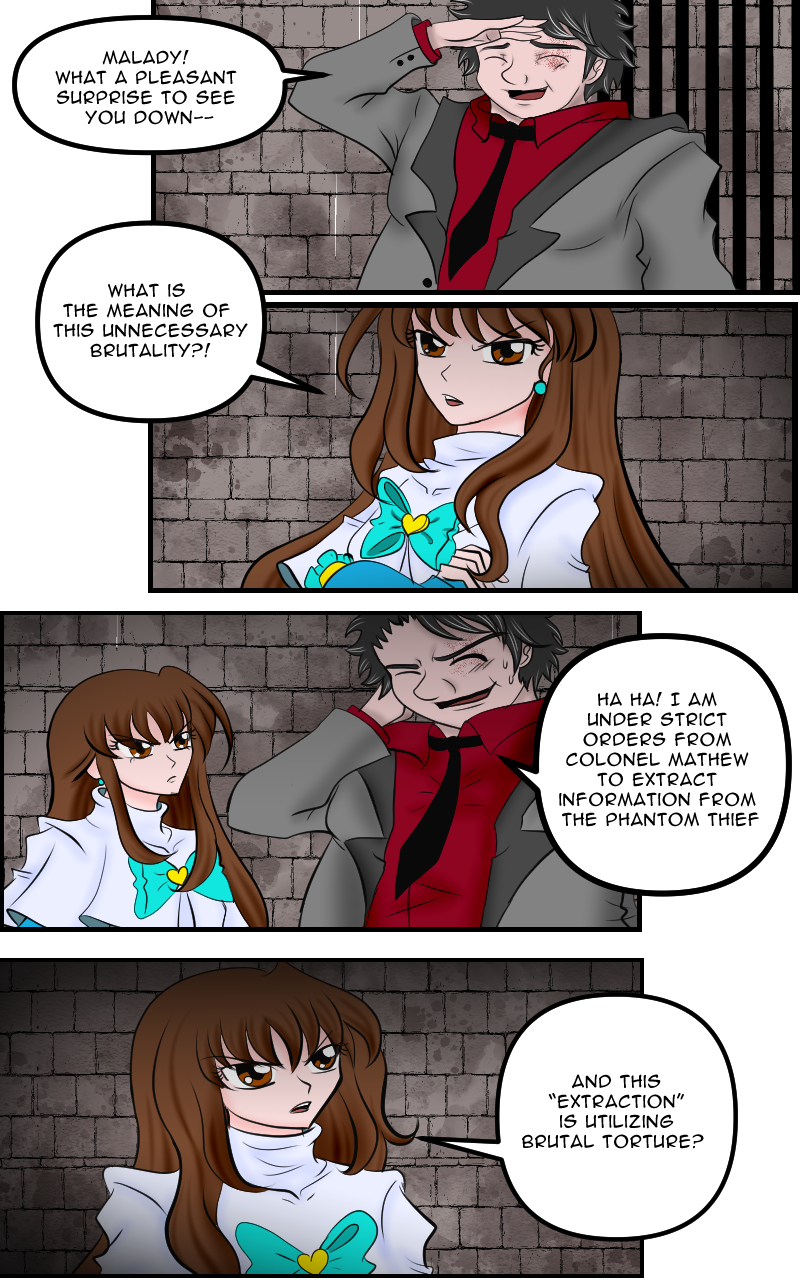 MALADY!
WHAT A PLEASANT
SURPRISE TO SEE
YOU DOWN--
WHAT IS
THE MEANING OF
THIS UNNECESSARY
BRUTALITY?!
HA HA! I AM
UNDER STRICT
ORDERS FROM
COLONEL MATHEW
TO EXTRACT
INFORMATION FROM
THE PHANTOM THIEF
AND THIS
“EXTRACTION”
IS UTILIZING
BRUTAL TORTURE?